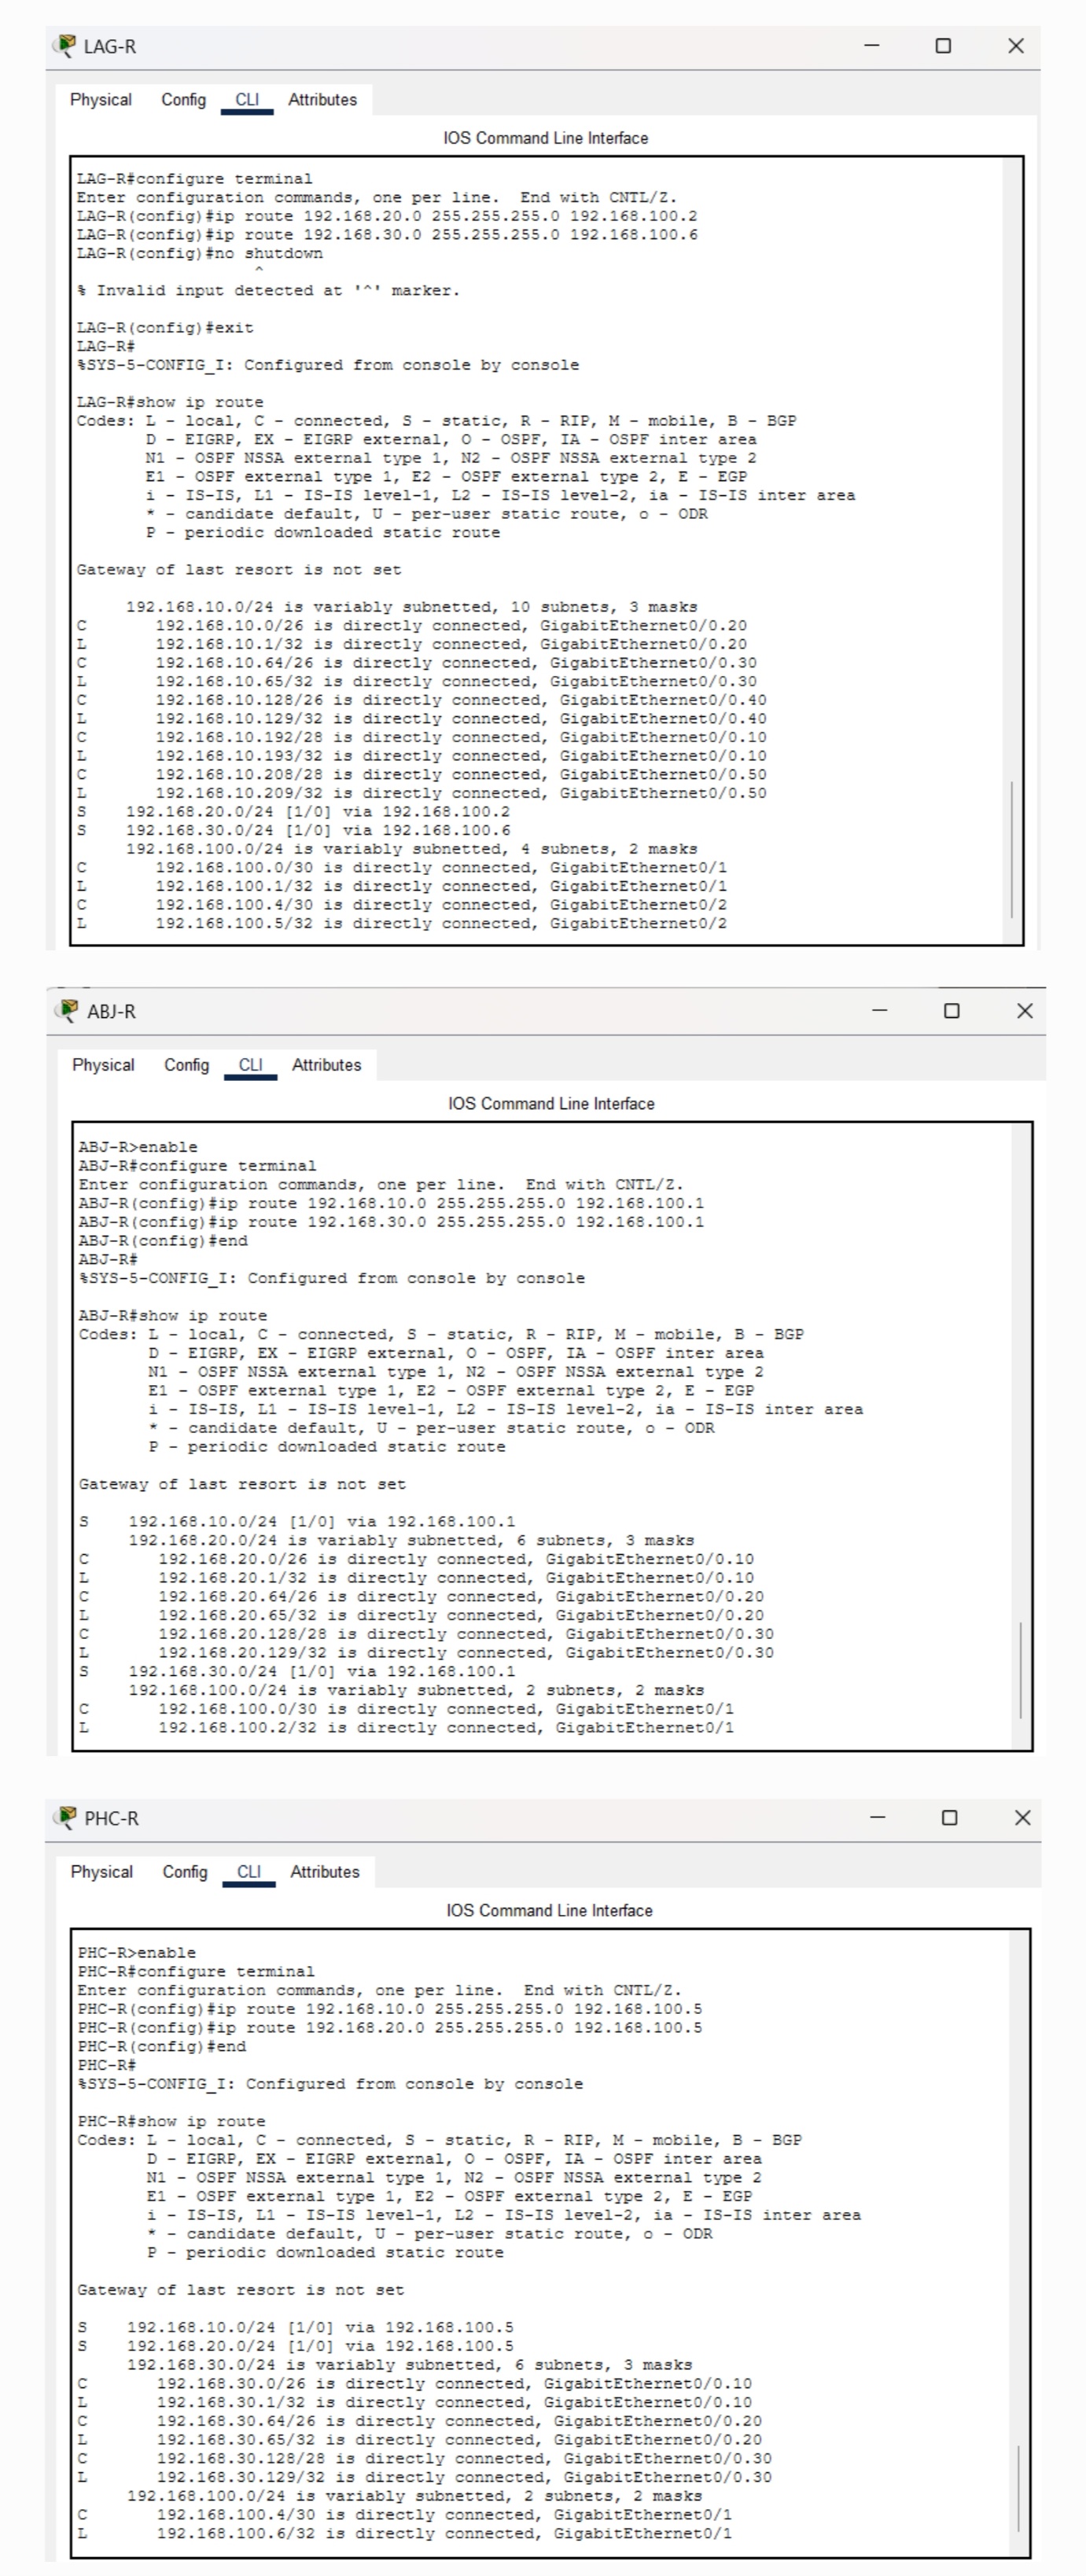 LAG-R
Physical Config CLI Attributes
IOS Command Line Interface
LAG-R#configure terminal
Enter configuration commands, one per line.  End with CNTL/Z.
LAG-R(config)#ip route 192.168.20.0 255.255.255.0 192.168.100.2
LAG-R(config)#ip route 192.168.30.0 255.255.255.0 192.168.100.6
LAG-R(config)#no shutdown
^
% Invalid input detected at '^' marker.
LAG-R(config)#exit
LAG-R#
%SYS-5-CONFIG_I: Configured from console by console
LAG-R#show ip route
Codes: L - local, C - connected, S - static, R - RIP, M - mobile, B - BGP
D - EIGRP, EX - EIGRP external, O - OSPF, IA - OSPF inter area
N1 - OSPF NSSA external type 1, N2 - OSPF NSSA external type 2
E1 - OSPF external type 1, E2 - OSPF external type 2, E - EGP
i - IS-IS, L1 - IS-IS level-1, L2 - IS-IS level-2, ia - IS-IS inter area
* - candidate default, U - per-user static route, o - ODR
P - periodic downloaded static route
Gateway of last resort is not set
192.168.10.0/24 is variably subnetted, 10 subnets, 3 masks
C 192.168.10.0/26 is directly connected, GigabitEthernet0/0.20
L 192.168.10.1/32 is directly connected, GigabitEthernet0/0.20
C 192.168.10.64/26 is directly connected, GigabitEthernet0/0.30
L 192.168.10.65/32 is directly connected, GigabitEthernet0/0.30
C 192.168.10.128/26 is directly connected, GigabitEthernet0/0.40
L 192.168.10.129/32 is directly connected, GigabitEthernet0/0.40
C 192.168.10.192/28 is directly connected, GigabitEthernet0/0.10
L 192.168.10.193/32 is directly connected, GigabitEthernet0/0.10
C 192.168.10.208/28 is directly connected, GigabitEthernet0/0.50
L 192.168.10.209/32 is directly connected, GigabitEthernet0/0.50
S 192.168.20.0/24 [1/0] via 192.168.100.2
S 192.168.30.0/24 [1/0] via 192.168.100.6
192.168.100.0/24 is variably subnetted, 4 subnets, 2 masks
C 192.168.100.0/30 is directly connected, GigabitEthernet0/1
L 192.168.100.1/32 is directly connected, GigabitEthernet0/1
C 192.168.100.4/30 is directly connected, GigabitEthernet0/2
L 192.168.100.5/32 is directly connected, GigabitEthernet0/2
ABJ-R
Physical Config CLI Attributes
IOS Command Line Interface
ABJ-R>enable
ABJ-R#configure terminal
Enter configuration commands, one per line.  End with CNTL/Z.
ABJ-R(config)#ip route 192.168.10.0 255.255.255.0 192.168.100.1
ABJ-R(config)#ip route 192.168.30.0 255.255.255.0 192.168.100.1
ABJ-R(config)#end
ABJ-R#
%SYS-5-CONFIG_I: Configured from console by console
ABJ-R#show ip route
Codes: L - local, C - connected, S - static, R - RIP, M - mobile, B - BGP
D - EIGRP, EX - EIGRP external, O - OSPF, IA - OSPF inter area
N1 - OSPF NSSA external type 1, N2 - OSPF NSSA external type 2
E1 - OSPF external type 1, E2 - OSPF external type 2, E - EGP
i - IS-IS, L1 - IS-IS level-1, L2 - IS-IS level-2, ia - IS-IS inter area
* - candidate default, U - per-user static route, o - ODR
P - periodic downloaded static route
Gateway of last resort is not set
S 192.168.10.0/24 [1/0] via 192.168.100.1
192.168.20.0/24 is variably subnetted, 6 subnets, 3 masks
C 192.168.20.0/26 is directly connected, GigabitEthernet0/0.10
L 192.168.20.1/32 is directly connected, GigabitEthernet0/0.10
C 192.168.20.64/26 is directly connected, GigabitEthernet0/0.20
L 192.168.20.65/32 is directly connected, GigabitEthernet0/0.20
C 192.168.20.128/28 is directly connected, GigabitEthernet0/0.30
L 192.168.20.129/32 is directly connected, GigabitEthernet0/0.30
S 192.168.30.0/24 [1/0] via 192.168.100.1
192.168.100.0/24 is variably subnetted, 2 subnets, 2 masks
C 192.168.100.0/30 is directly connected, GigabitEthernet0/1
L 192.168.100.2/32 is directly connected, GigabitEthernet0/1
PHC-R
Physical Config CLI Attributes
IOS Command Line Interface
PHC-R>enable
PHC-R#configure terminal
Enter configuration commands, one per line.  End with CNTL/Z.
PHC-R(config)#ip route 192.168.10.0 255.255.255.0 192.168.100.5
PHC-R(config)#ip route 192.168.20.0 255.255.255.0 192.168.100.5
PHC-R(config)#end
PHC-R#
%SYS-5-CONFIG_I: Configured from console by console
PHC-R#show ip route
Codes: L - local, C - connected, S - static, R - RIP, M - mobile, B - BGP
D - EIGRP, EX - EIGRP external, O - OSPF, IA - OSPF inter area
N1 - OSPF NSSA external type 1, N2 - OSPF NSSA external type 2
E1 - OSPF external type 1, E2 - OSPF external type 2, E - EGP
i - IS-IS, L1 - IS-IS level-1, L2 - IS-IS level-2, ia - IS-IS inter area
* - candidate default, U - per-user static route, o - ODR
P - periodic downloaded static route
Gateway of last resort is not set
S 192.168.10.0/24 [1/0] via 192.168.100.5
S 192.168.20.0/24 [1/0] via 192.168.100.5
192.168.30.0/24 is variably subnetted, 6 subnets, 3 masks
C 192.168.30.0/26 is directly connected, GigabitEthernet0/0.10
L 192.168.30.1/32 is directly connected, GigabitEthernet0/0.10
C 192.168.30.64/26 is directly connected, GigabitEthernet0/0.20
L 192.168.30.65/32 is directly connected, GigabitEthernet0/0.20
C 192.168.30.128/28 is directly connected, GigabitEthernet0/0.30
L 192.168.30.129/32 is directly connected, GigabitEthernet0/0.30
192.168.100.0/24 is variably subnetted, 2 subnets, 2 masks
C 192.168.100.4/30 is directly connected, GigabitEthernet0/1
L 192.168.100.6/32 is directly connected, GigabitEthernet0/1